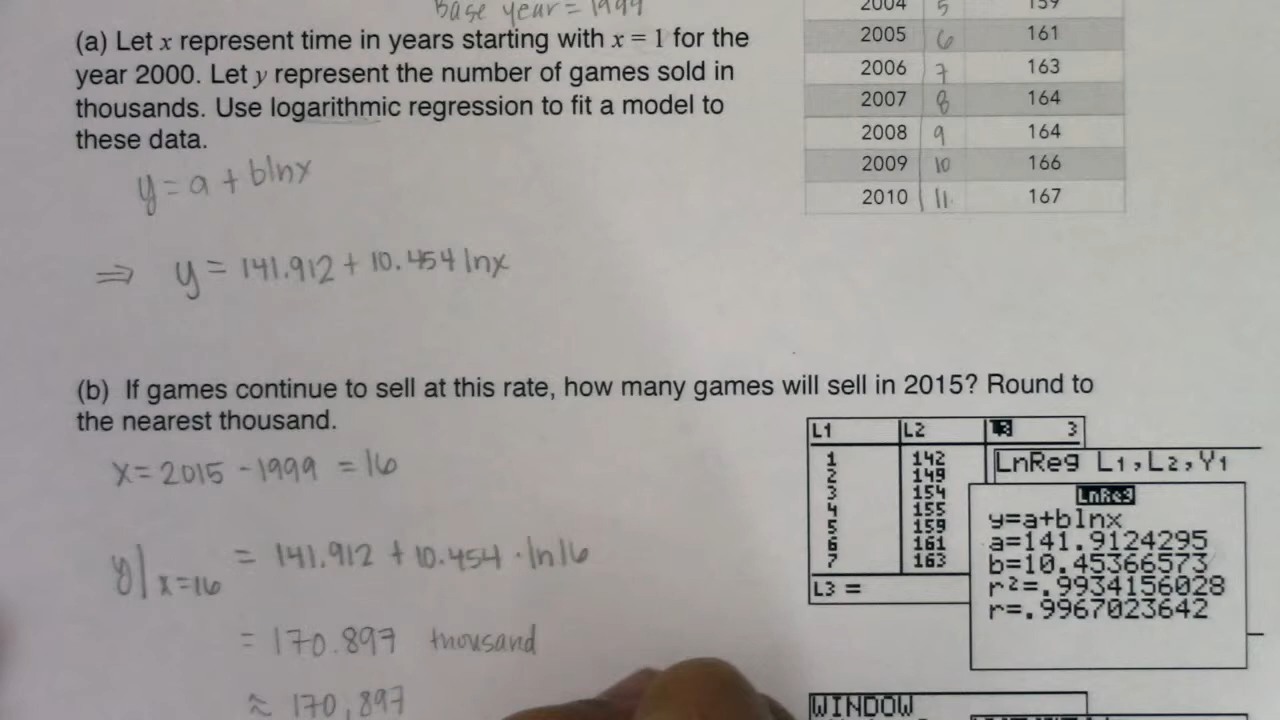 Base year = 1999
(a) Let x represent time in years starting with x = 1 for the
year 2000. Let y represent the number of games sold in
thousands. Use logarithmic regression to fit a model to
these data.
y = a + blnx
⇒ y = 141.912 + 10.454 lnx
2004 5 159
2005 6 161
2006 7 163
2007 8 164
2008 9 164
2009 10 166
2010 11 167
(b) If games continue to sell at this rate, how many games will sell in 2015? Round to
the nearest thousand.
x = 2015 - 1999 = 16
y|x=16 = 141.912 + 10.454 · ln16
= 170.897 thousand
≈ 170,897
L1 L2 L3 3
1 142
2 149
3 154
4 155
5 159
6 161
7 163
L3 =
LnReg L1,L2,Y1
LnReg
y=a+blnx
a=141.9124295
b=10.45366573
r²=.9934156028
r=.9967023642
WINDOW